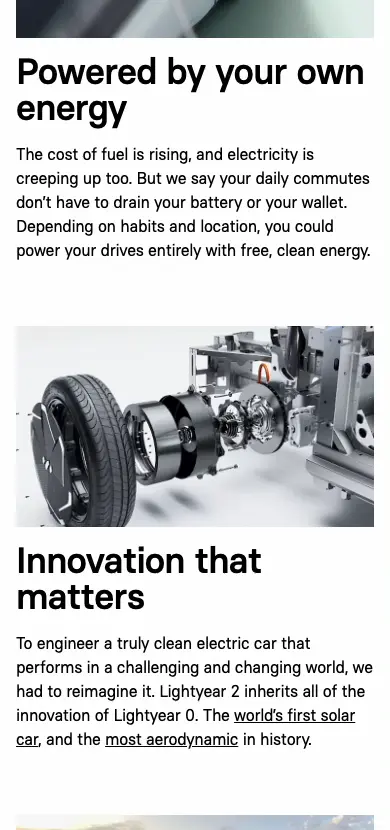 Powered by your own
energy
The cost of fuel is rising, and electricity is
creeping up too. But we say your daily commutes
don’t have to drain your battery or your wallet.
Depending on habits and location, you could
power your drives entirely with free, clean energy.
Innovation that
matters
To engineer a truly clean electric car that
performs in a challenging and changing world, we
had to reimagine it. Lightyear 2 inherits all of the
innovation of Lightyear 0. The world’s first solar
car, and the most aerodynamic in history.